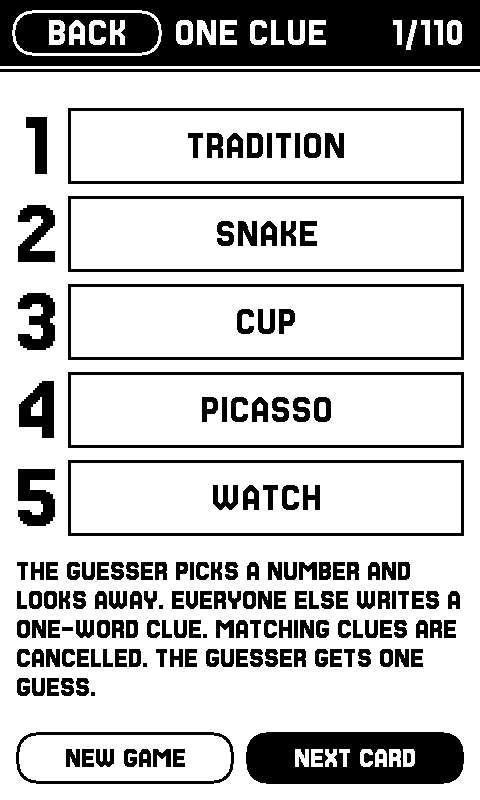 BACK ONE CLUE 1/110
1 TRADITION
2 SNAKE
3 CUP
4 PICASSO
5 WATCH
THE GUESSER PICKS A NUMBER AND
LOOKS AWAY. EVERYONE ELSE WRITES A
ONE-WORD CLUE. MATCHING CLUES ARE
CANCELLED. THE GUESSER GETS ONE
GUESS.
NEW GAME NEXT CARD